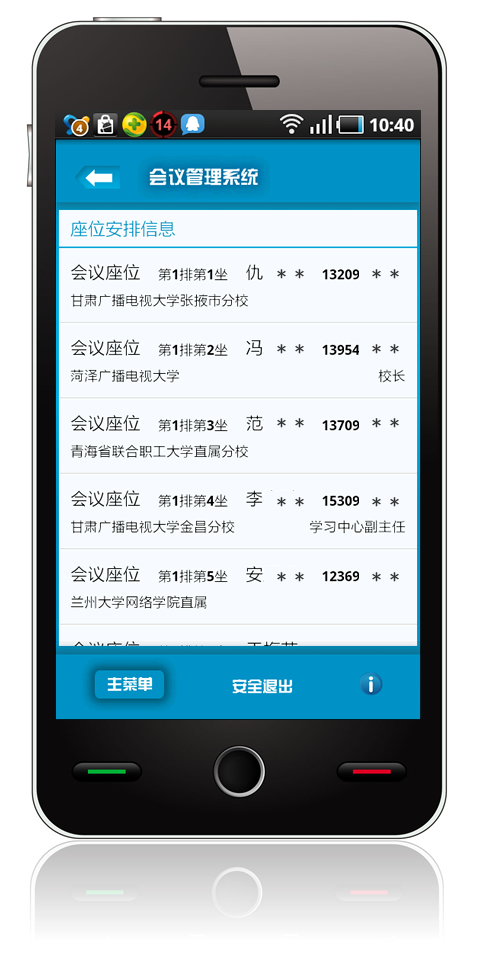 4
14
10:40
会议管理系统
座位安排信息
会议座位 第1排第1坐 仇 ** 13209 **
甘肃广播电视大学张掖市分校
会议座位 第1排第2坐 冯 ** 13954 **
菏泽广播电视大学 校长
会议座位 第1排第3坐 范 ** 13709 **
青海省联合职工大学直属分校
会议座位 第1排第4坐 李 ** 15309 **
甘肃广播电视大学金昌分校 学习中心副主任
会议座位 第1排第5坐 安 ** 12369 **
兰州大学网络学院直属
主菜单 安全退出 i